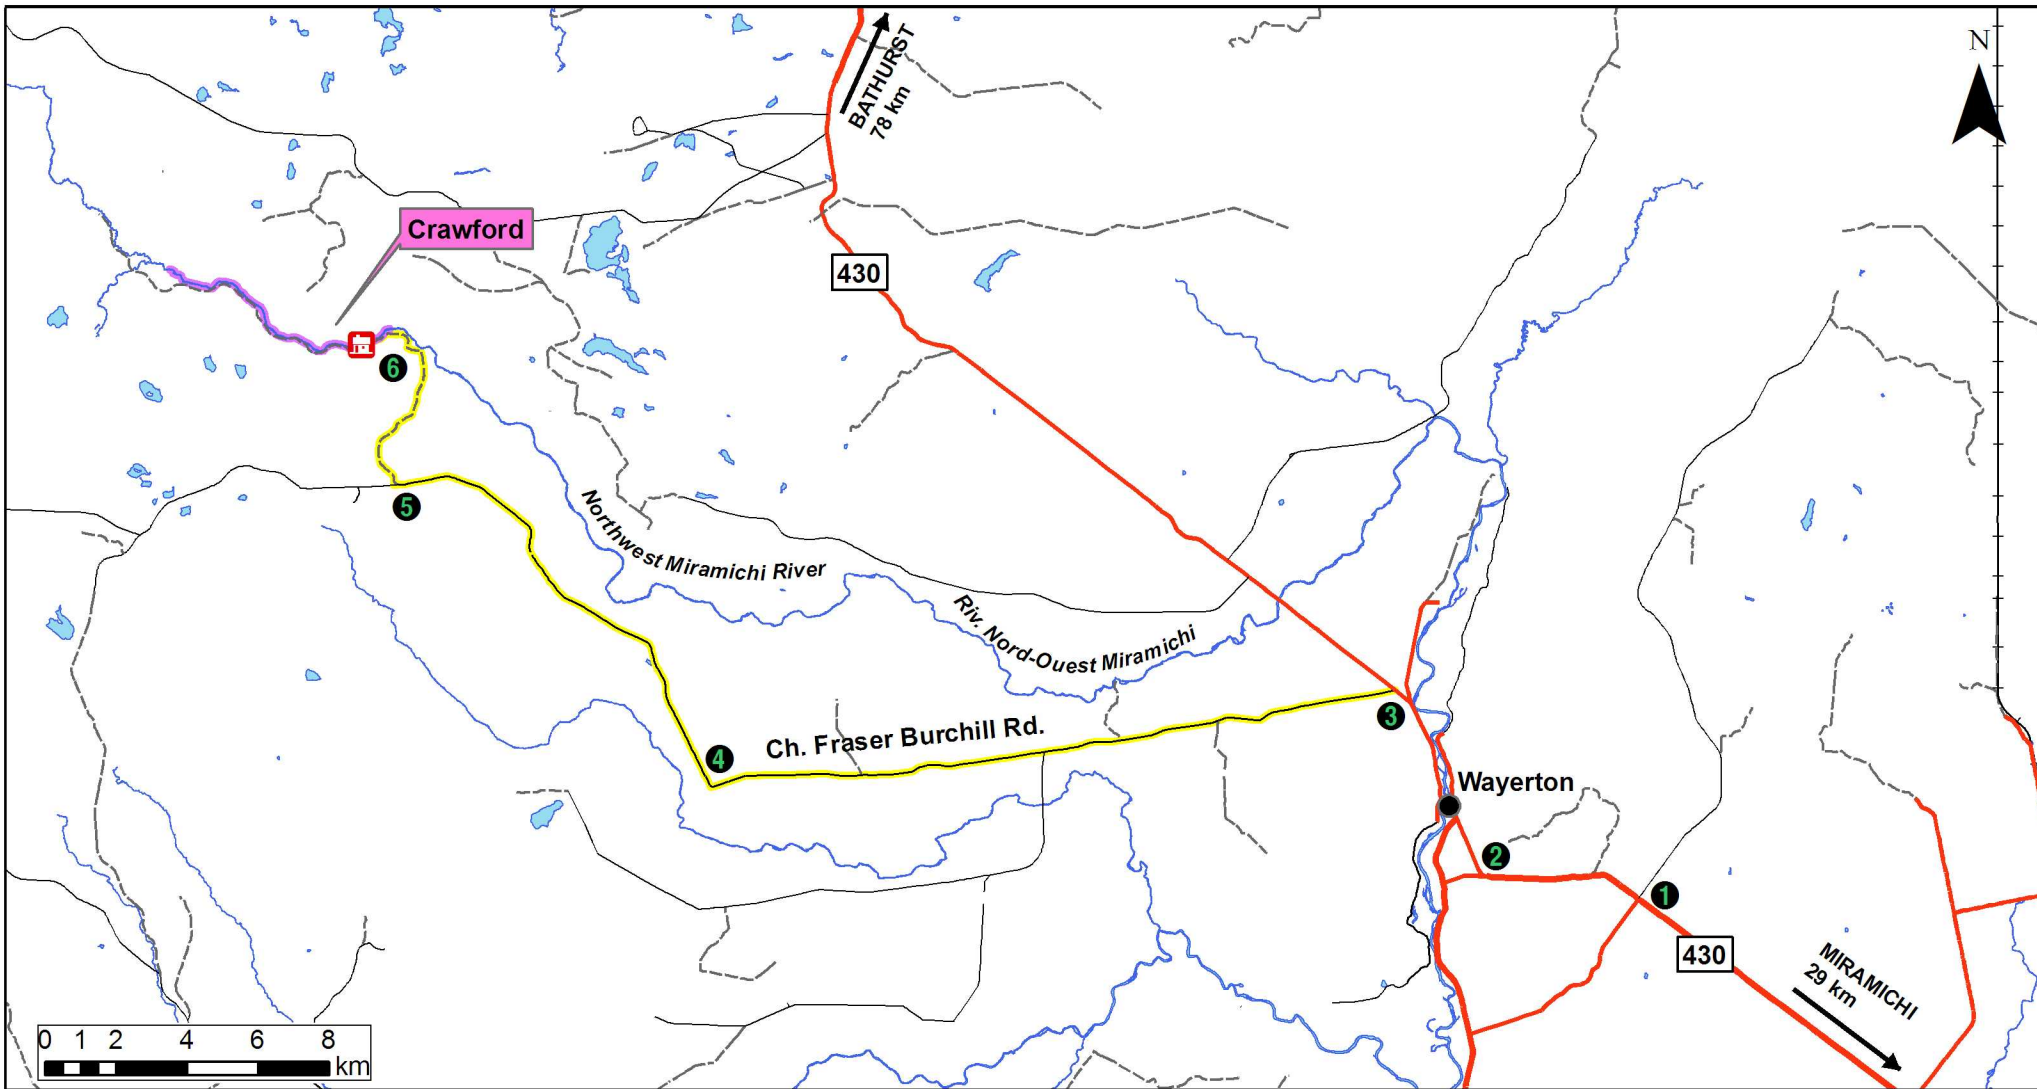 BATHURST
78 km
N
Crawford
430
6
5
Northwest Miramichi River
Riv. Nord-Ouest Miramichi
3
4
Ch. Fraser Burchill Rd.
Wayerton
2
1
430
MIRAMICHI
29 km
0 1 2 4 6 8
km